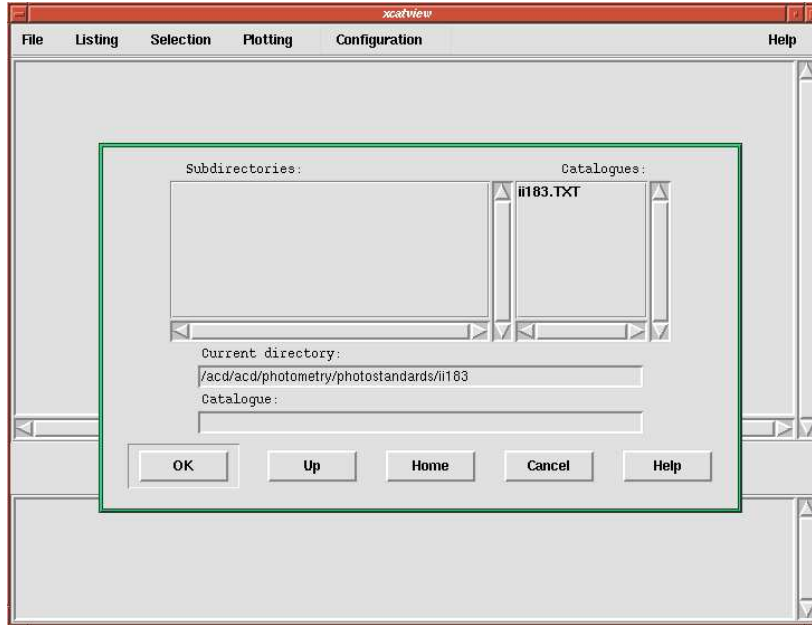 xcatview
File Listing Selection Plotting Configuration Help
Subdirectories: Catalogues:
ii183.TXT
Current directory:
/acd/acd/photometry/photostandards/ii183
Catalogue:
OK Up Home Cancel Help